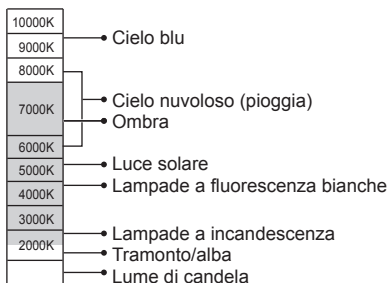 10000K
Cielo blu
9000K
8000K
Cielo nuvoloso (pioggia)
7000K
Ombra
6000K
Luce solare
5000K
Lampade a fluorescenza bianche
4000K
3000K
Lampade a incandescenza
2000K
Tramonto/alba
Lume di candela